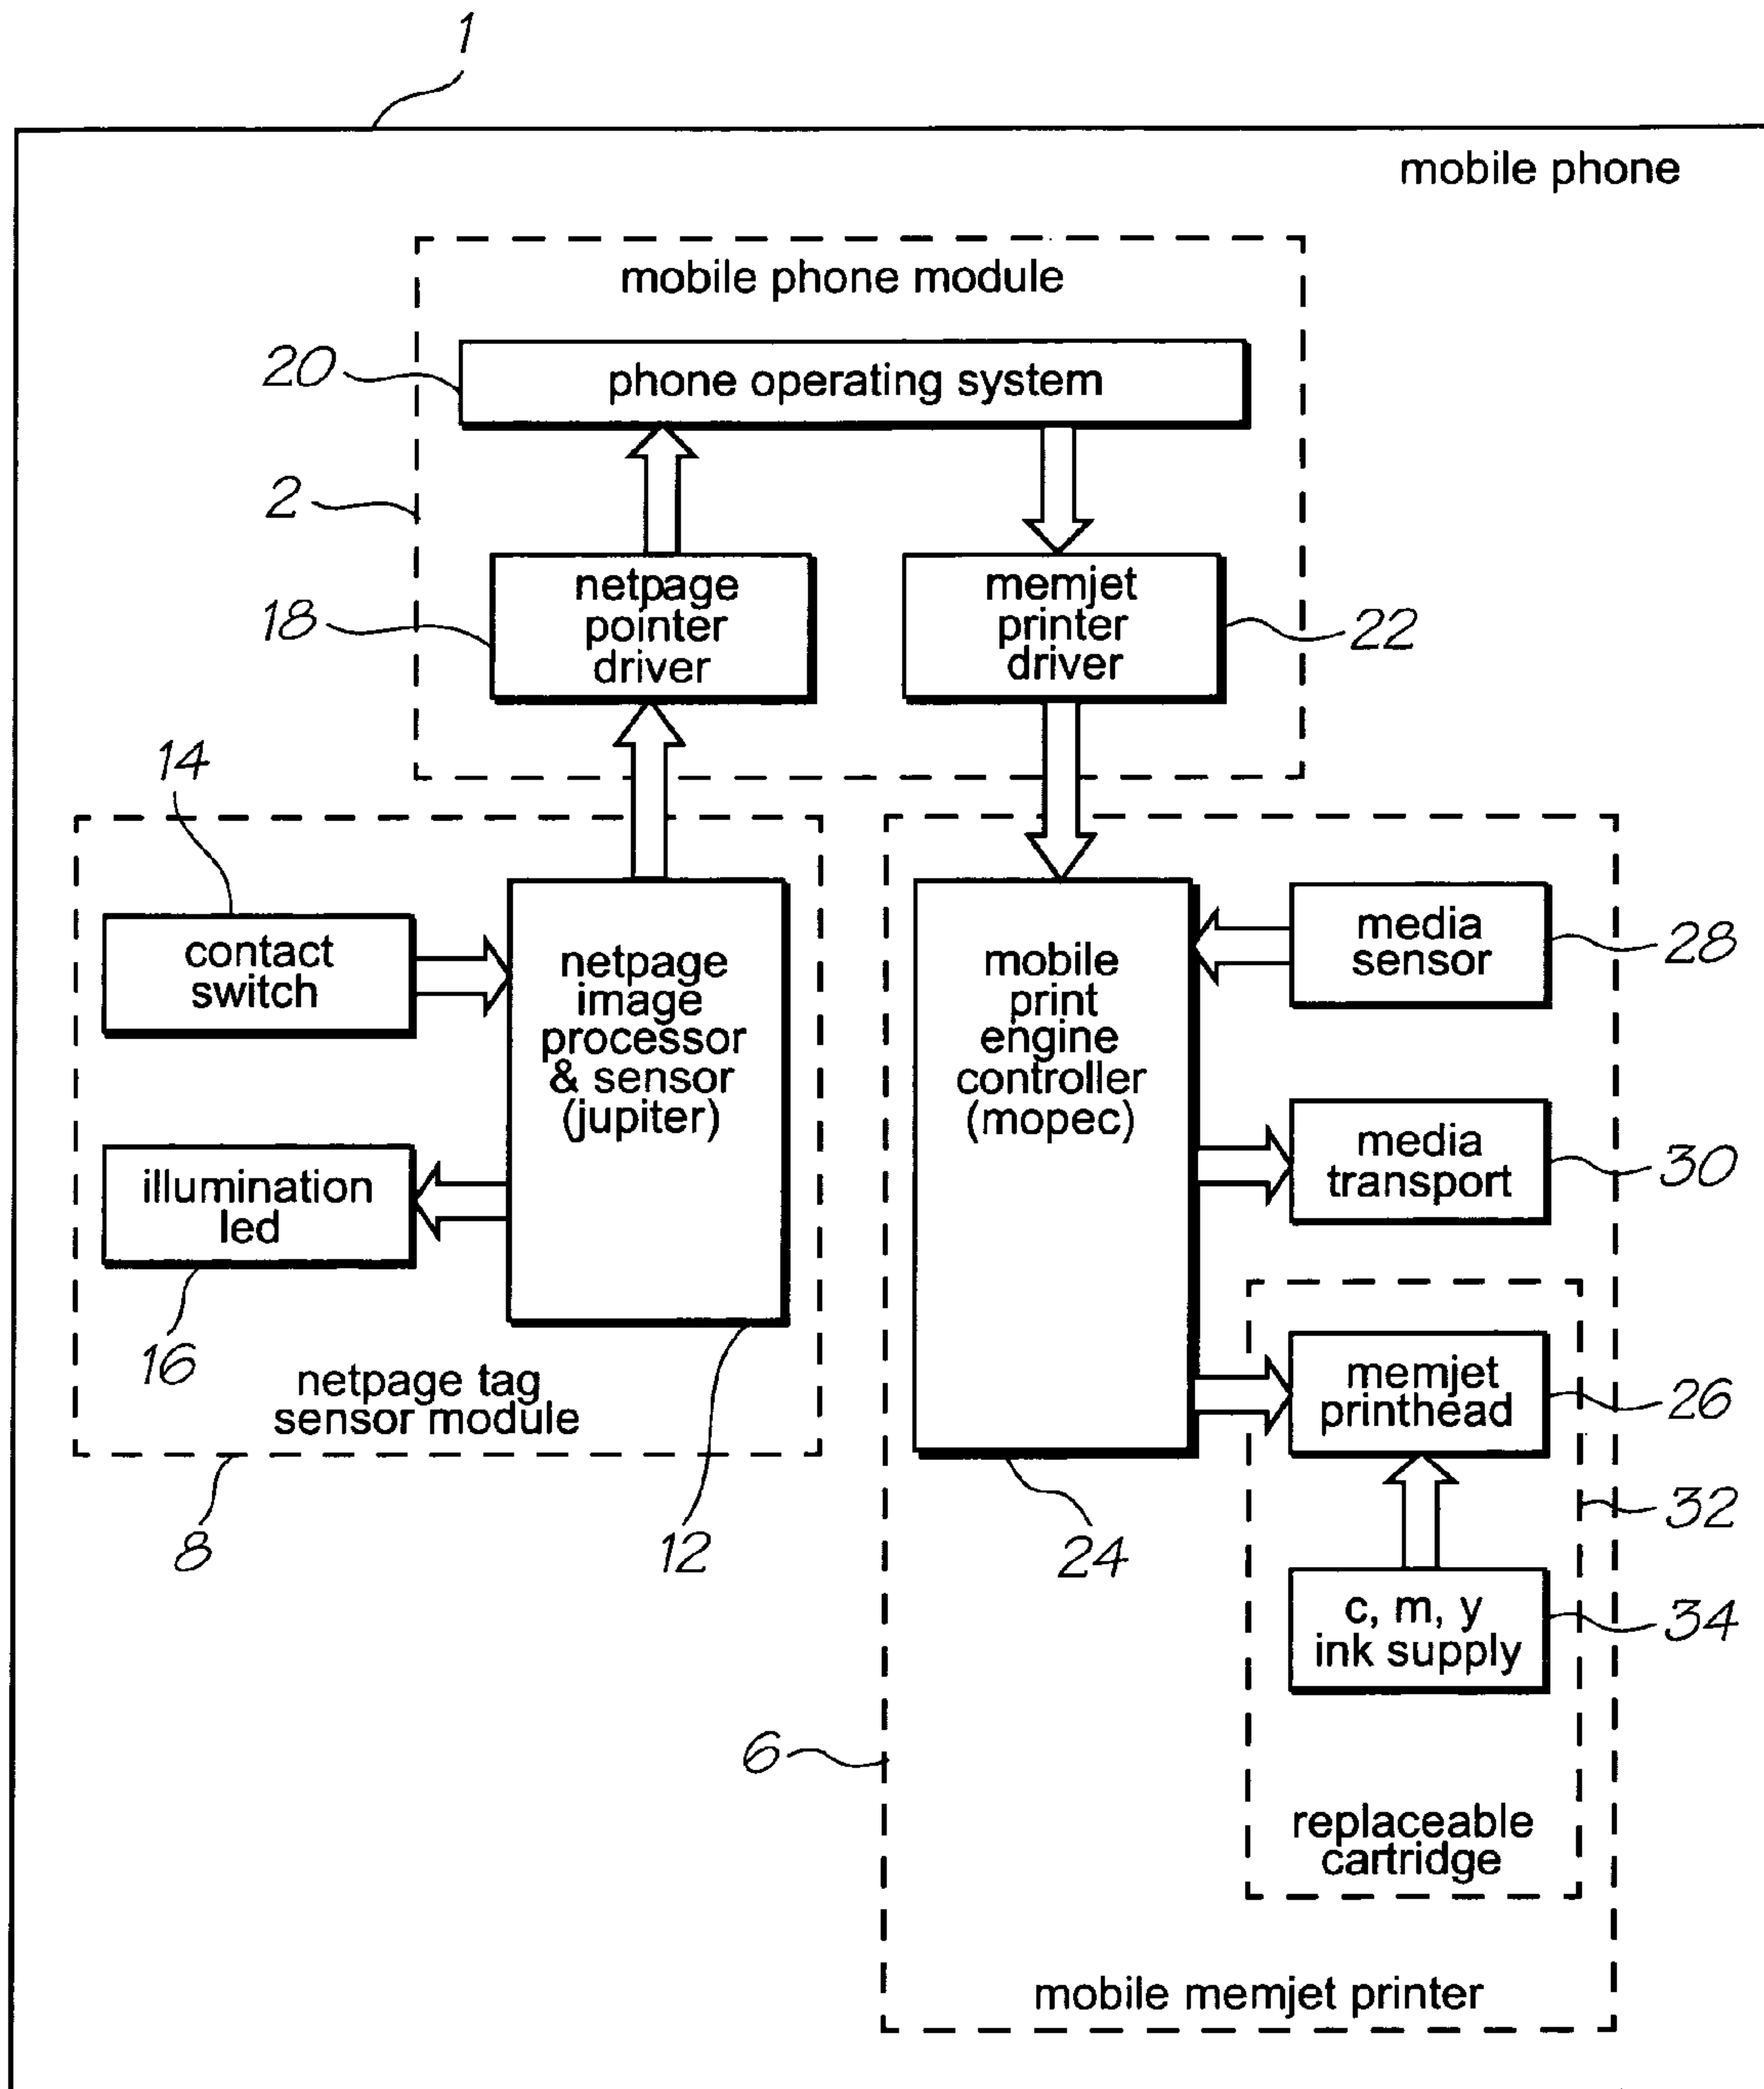 1
mobile phone
mobile phone module
20
phone operating system
2
netpage
pointer
driver
18
memjet
printer
driver
22
14
contact
switch
netpage
image
processor
& sensor
(jupiter)
illumination
led
16
netpage tag
sensor module
8
12
mobile
print
engine
controller
(mopec)
media
sensor
28
media
transport
30
memjet
printhead
26
32
24
c, m, y
ink supply
34
6
replaceable
cartridge
mobile memjet printer